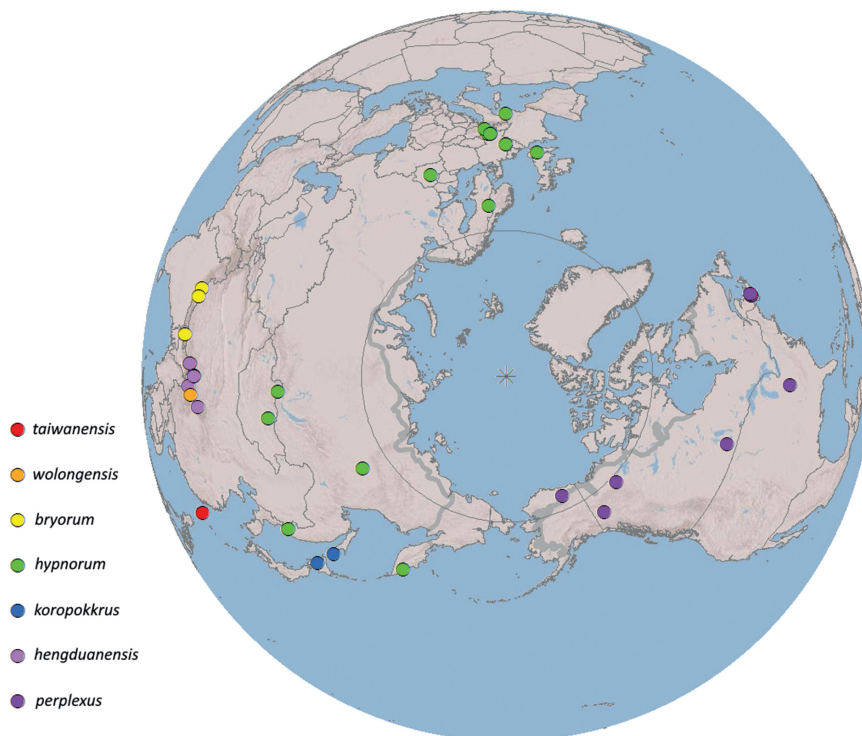 taiwanensis
wolongensis
bryorum
hypnorum
koropokkrus
hengduanensis
perplexus